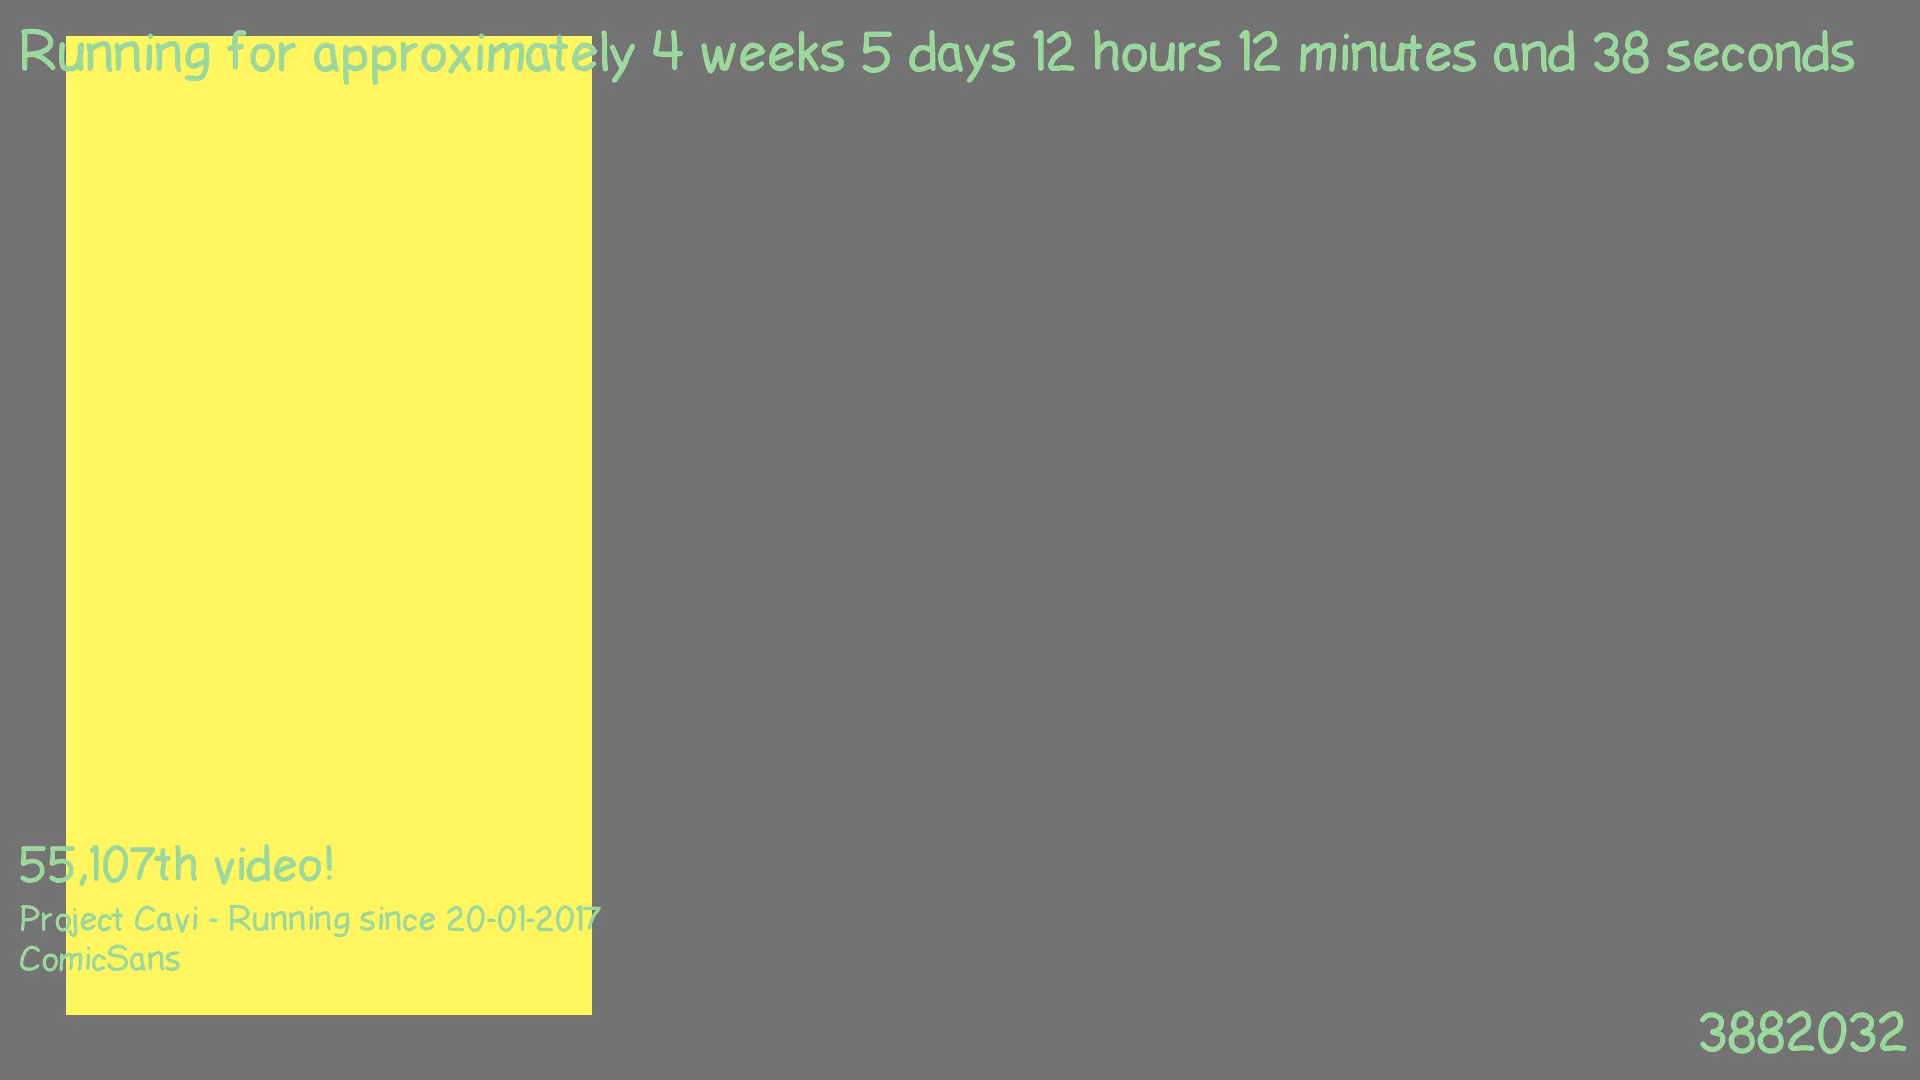 Running for approximately 4 weeks 5 days 12 hours 12 minutes and 38 seconds
55,107th video!
Project Cavi - Running since 20-01-2017
ComicSans
3882032